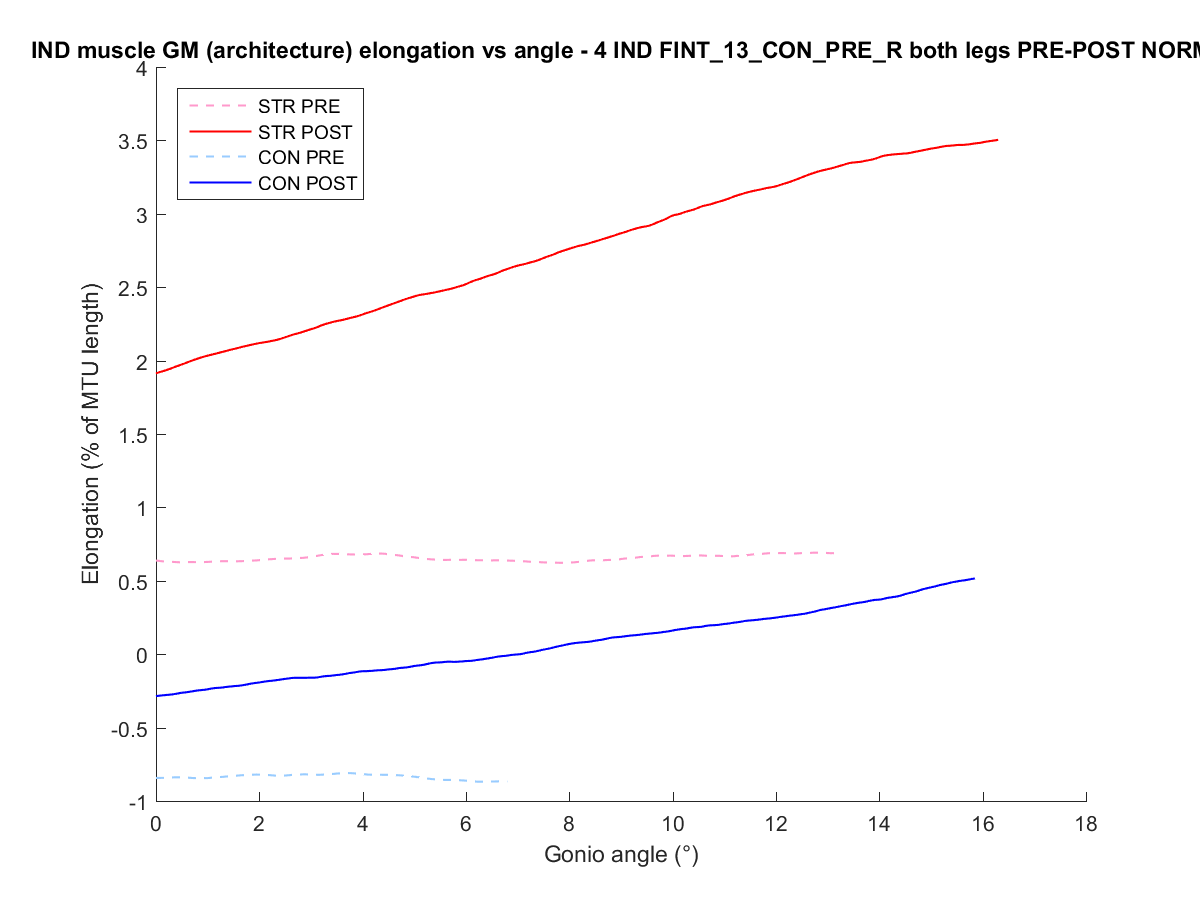 IND muscle GM (architecture) elongation vs angle - 4 IND FINT_13_CON_PRE_R both legs PRE-POST NORM
STR PRE
STR POST
CON PRE
CON POST
Elongation (% of MTU length)
4
3.5
3
2.5
2
1.5
1
0.5
0
-0.5
-1
0 2 4 6 8 10 12 14 16 18
Gonio angle (°)